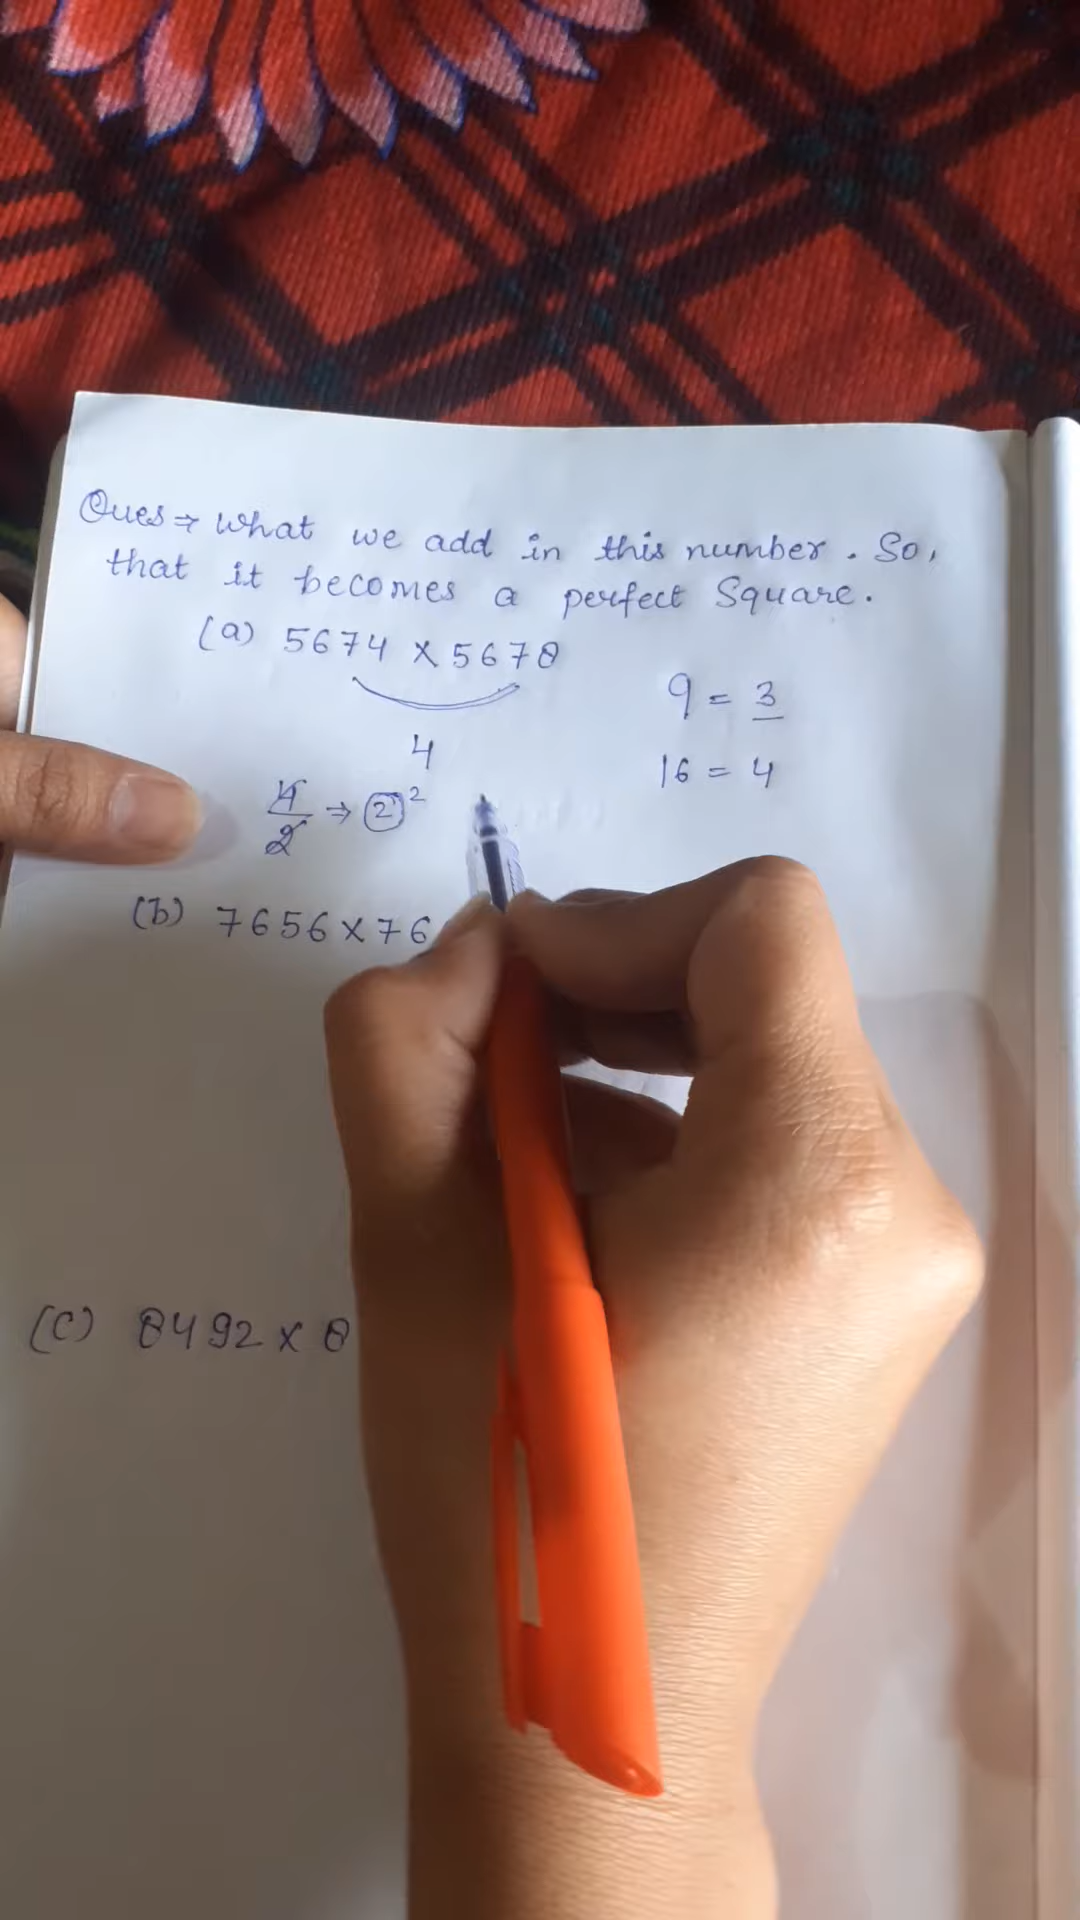 Ques ⇒ What we add in this number. So,
that it becomes a perfect Square.
(a) 5674 × 5678
9 = 3
4
16 = 4
4/2 ⇒ 2²
(b) 7656 × 76
(c) 8492 × 8